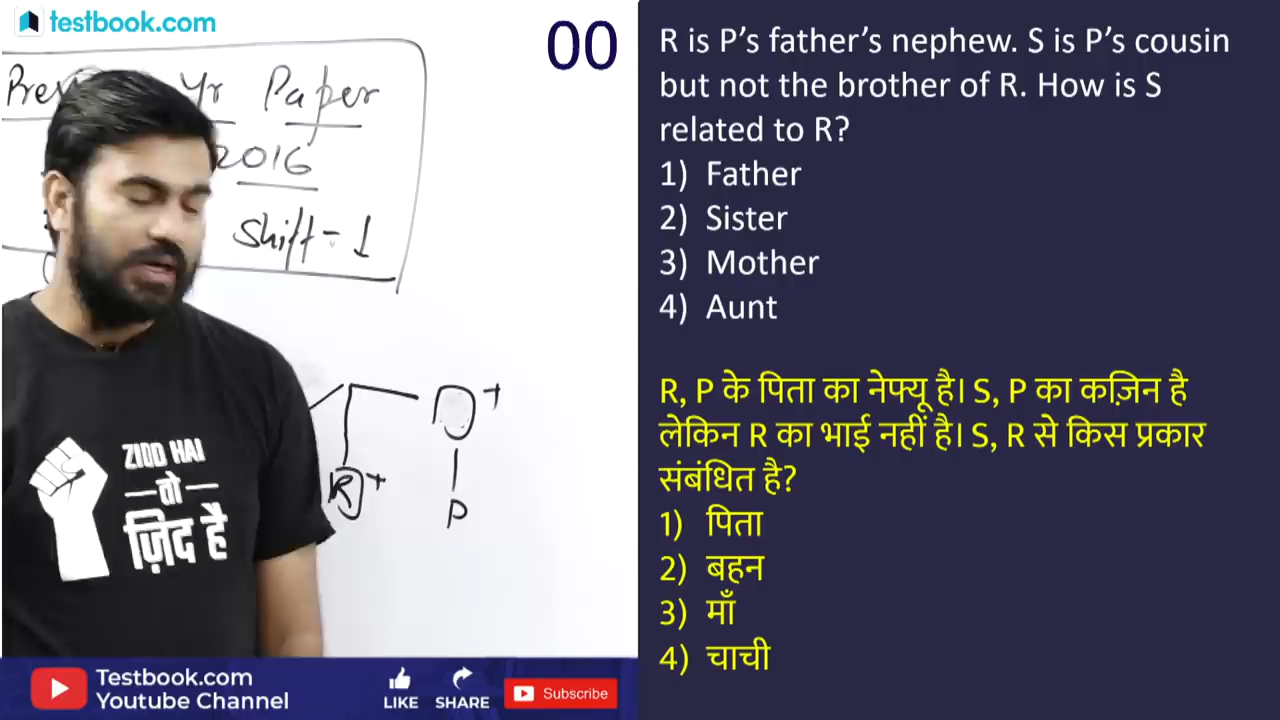 testbook.com
Yr Paper
2016
Shift-1
R+
+
P
ZIDD HAI
तो
ज़िद है
00
R is P’s father’s nephew. S is P’s cousin
but not the brother of R. How is S
related to R?
1) Father
2) Sister
3) Mother
4) Aunt
R, P के पिता का नेफ्यू है। S, P का कज़िन है
लेकिन R का भाई नहीं है। S, R से किस प्रकार
संबंधित है?
1) पिता
2) बहन
3) माँ
4) चाची
Testbook.com
Youtube Channel
LIKE
SHARE
Subscribe